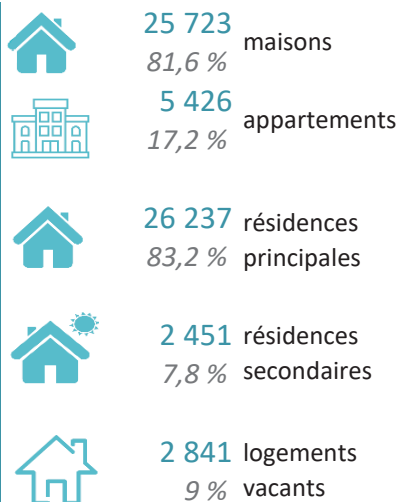 25 723
maisons
81,6 %
5 426
appartements
17,2 %
26 237 résidences
83,2 % principales
2 451 résidences
7,8 % secondaires
2 841 logements
9 % vacants